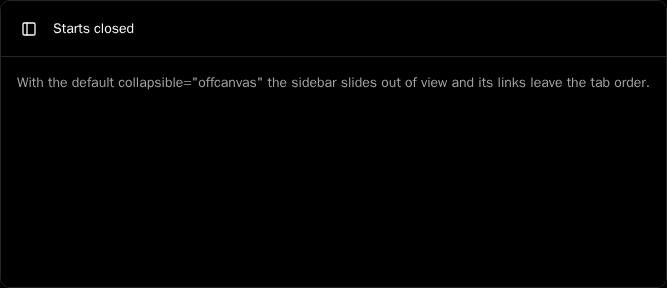 Starts closed
With the default collapsible="offcanvas" the sidebar slides out of view and its links leave the tab order.